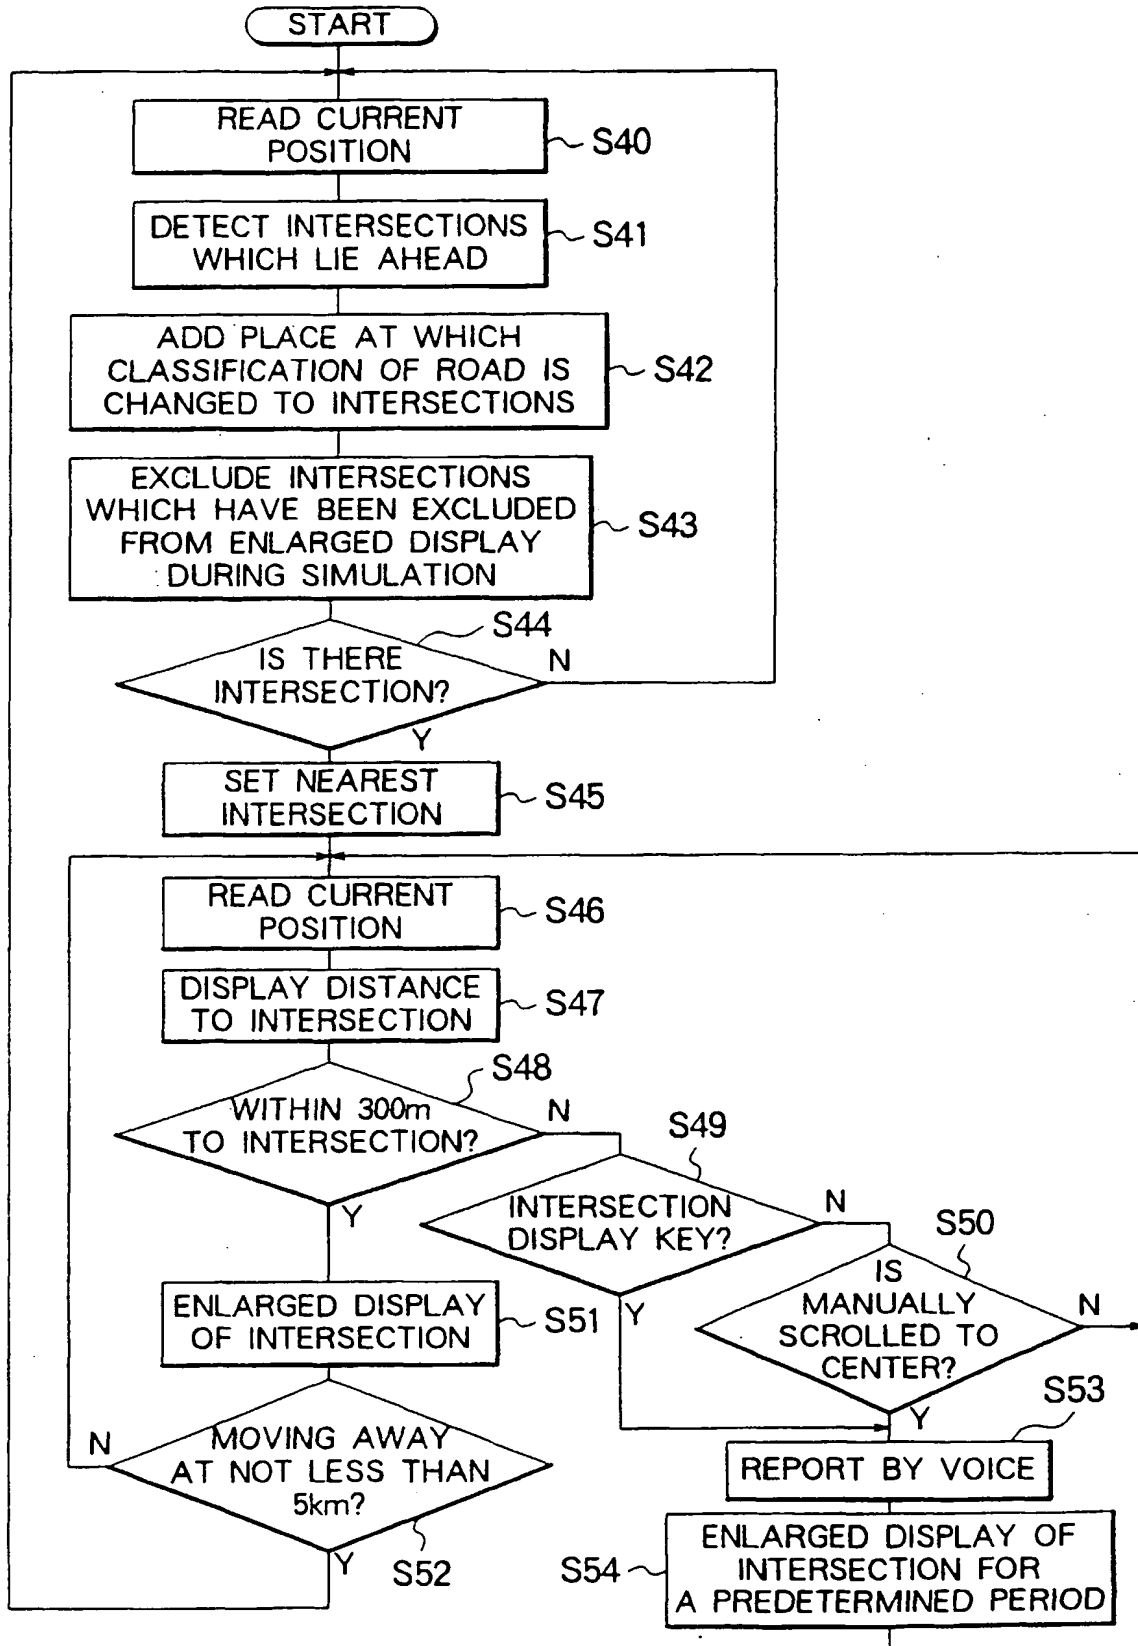 START
READ CURRENT
POSITION
S40
DETECT INTERSECTIONS
WHICH LIE AHEAD
S41
ADD PLACE AT WHICH
CLASSIFICATION OF ROAD IS
CHANGED TO INTERSECTIONS
S42
EXCLUDE INTERSECTIONS
WHICH HAVE BEEN EXCLUDED
FROM ENLARGED DISPLAY
DURING SIMULATION
S43
S44
IS THERE
INTERSECTION?
N
Y
SET NEAREST
INTERSECTION
S45
READ CURRENT
POSITION
S46
DISPLAY DISTANCE
TO INTERSECTION
S47
S48
WITHIN 300m
TO INTERSECTION?
N
Y
S49
INTERSECTION
DISPLAY KEY?
N
Y
S50
IS
MANUALLY
SCROLLED TO
CENTER?
N
Y
ENLARGED DISPLAY
OF INTERSECTION
S51
MOVING AWAY
AT NOT LESS THAN
5km?
N
Y
S52
S53
REPORT BY VOICE
S54
ENLARGED DISPLAY OF
INTERSECTION FOR
A PREDETERMINED PERIOD